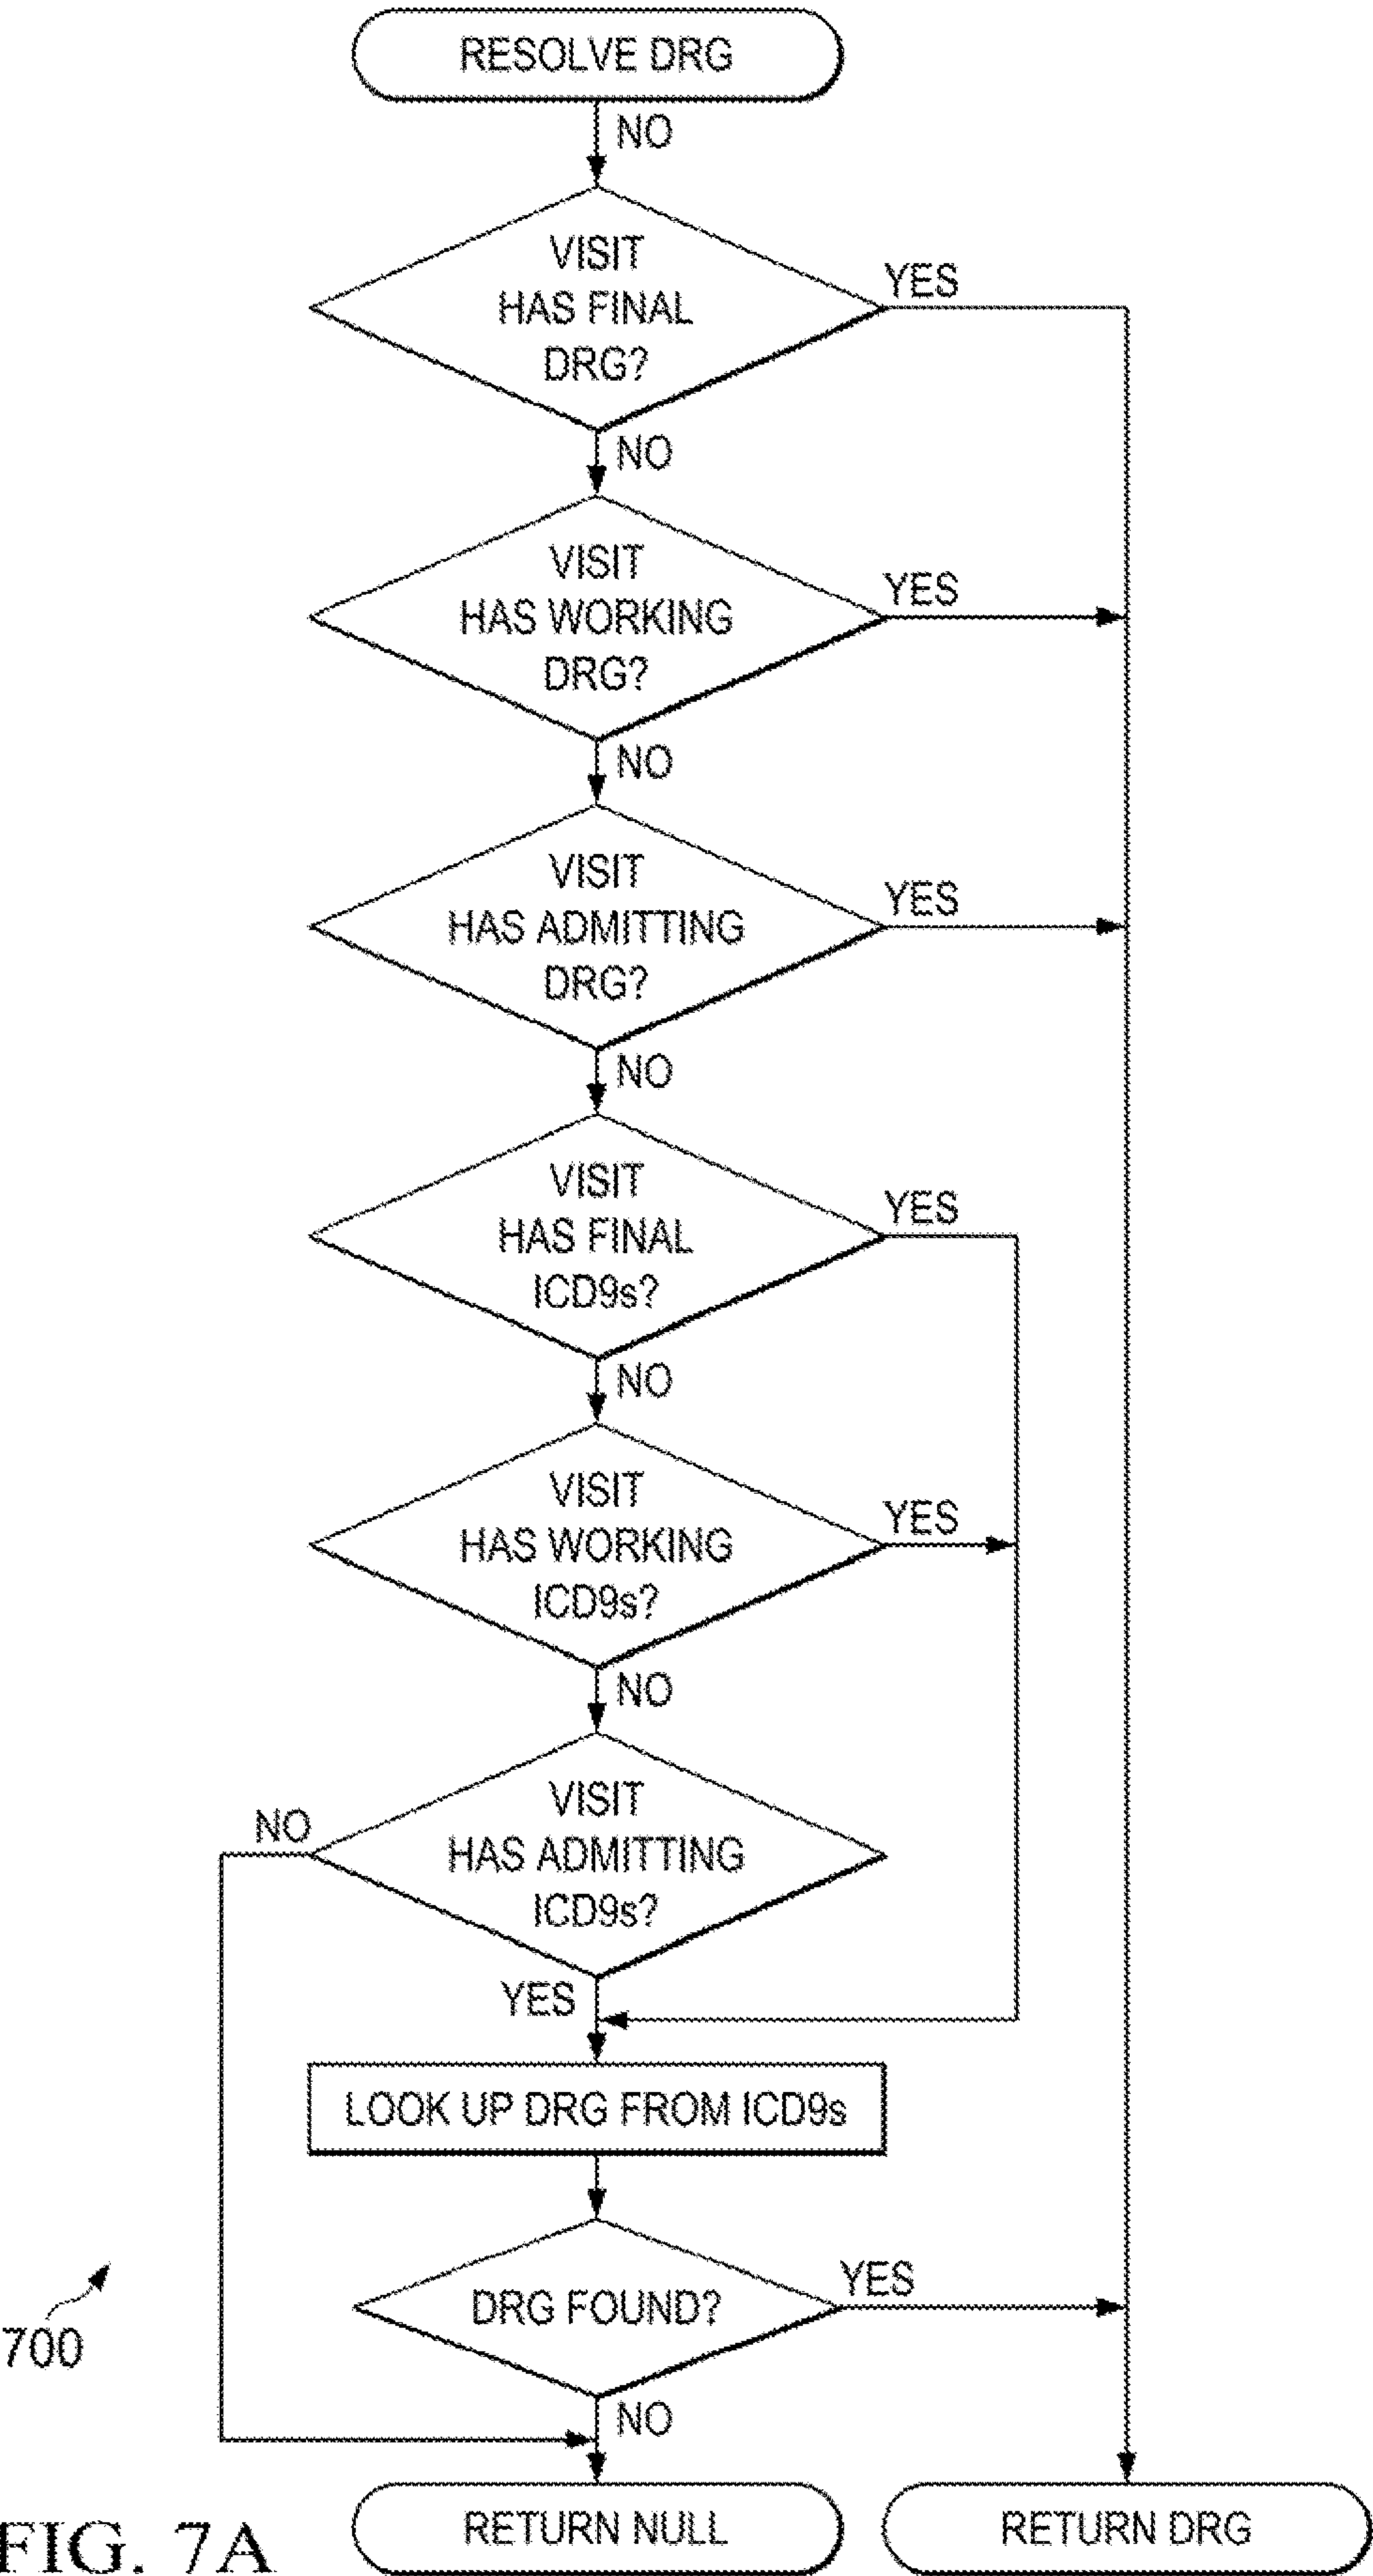 RESOLVE DRG
NO
VISIT
HAS FINAL
DRG?
YES
NO
VISIT
HAS WORKING
DRG?
YES
NO
VISIT
HAS ADMITTING
DRG?
YES
NO
VISIT
HAS FINAL
ICD9s?
YES
NO
VISIT
HAS WORKING
ICD9s?
YES
NO
VISIT
HAS ADMITTING
ICD9s?
NO
YES
LOOK UP DRG FROM ICD9s
DRG FOUND?
YES
700
NO
RETURN NULL
RETURN DRG
FIG. 7A